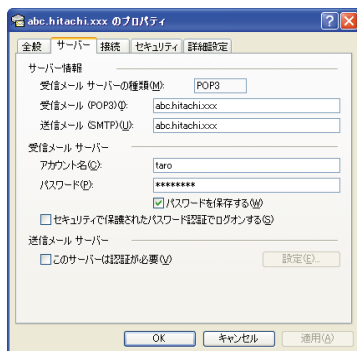 abc.hitachi.xxx のプロパティ
全般 サーバー 接続 セキュリティ 詳細設定
サーバー情報
受信メール サーバーの種類(M): POP3
受信メール (POP3)(I): abc.hitachi.xxx
送信メール (SMTP)(U): abc.hitachi.xxx
受信メール サーバー
アカウント名(C): taro
パスワード(P): ********
パスワードを保存する(W)
セキュリティで保護されたパスワード認証でログオンする(S)
送信メール サーバー
このサーバーは認証が必要(V) 設定(E)...
OK キャンセル 適用(A)